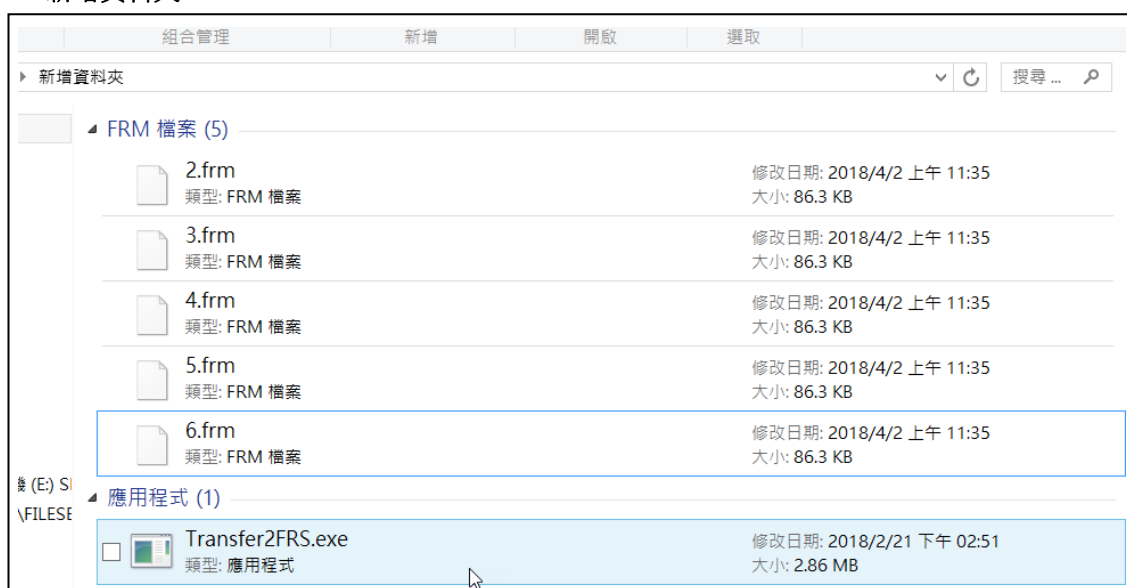 組合管理 新增 開啟 選取
新增資料夾 搜尋 ...
FRM 檔案 (5)
2.frm 修改日期: 2018/4/2 上午 11:35
類型: FRM 檔案 大小: 86.3 KB
3.frm 修改日期: 2018/4/2 上午 11:35
類型: FRM 檔案 大小: 86.3 KB
4.frm 修改日期: 2018/4/2 上午 11:35
類型: FRM 檔案 大小: 86.3 KB
5.frm 修改日期: 2018/4/2 上午 11:35
類型: FRM 檔案 大小: 86.3 KB
6.frm 修改日期: 2018/4/2 上午 11:35
類型: FRM 檔案 大小: 86.3 KB
(E:) S
應用程式 (1)
\FILESE
Transfer2FRS.exe 修改日期: 2018/2/21 下午 02:51
類型: 應用程式 大小: 2.86 MB